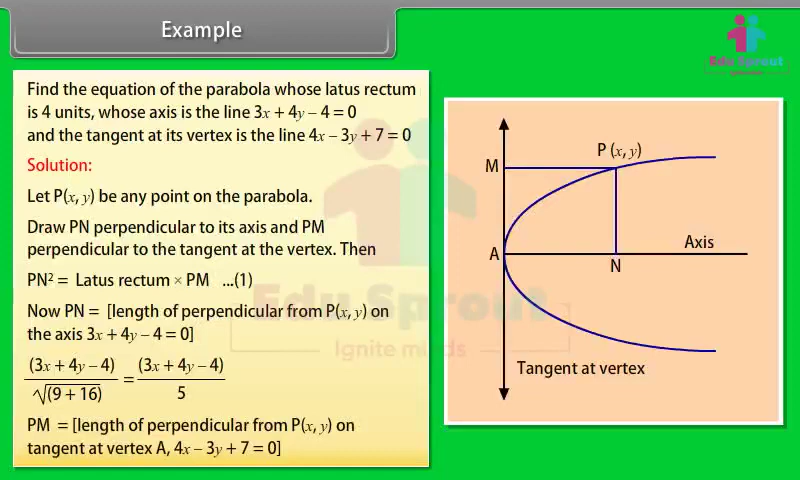 Example
Edu Sprout
Find the equation of the parabola whose latus rectum
is 4 units, whose axis is the line 3x + 4y – 4 = 0
and the tangent at its vertex is the line 4x – 3y + 7 = 0
Solution:
Let P(x, y) be any point on the parabola.
Draw PN perpendicular to its axis and PM
perpendicular to the tangent at the vertex. Then
PN² = Latus rectum × PM ...(1)
Now PN = [length of perpendicular from P(x, y) on
the axis 3x + 4y – 4 = 0]
(3x + 4y – 4) / √(9 + 16) = (3x + 4y – 4) / 5
PM = [length of perpendicular from P(x, y) on
tangent at vertex A, 4x – 3y + 7 = 0]
P (x, y)
M
Axis
A
N
Tangent at vertex
Edu Sprout
Ignite minds